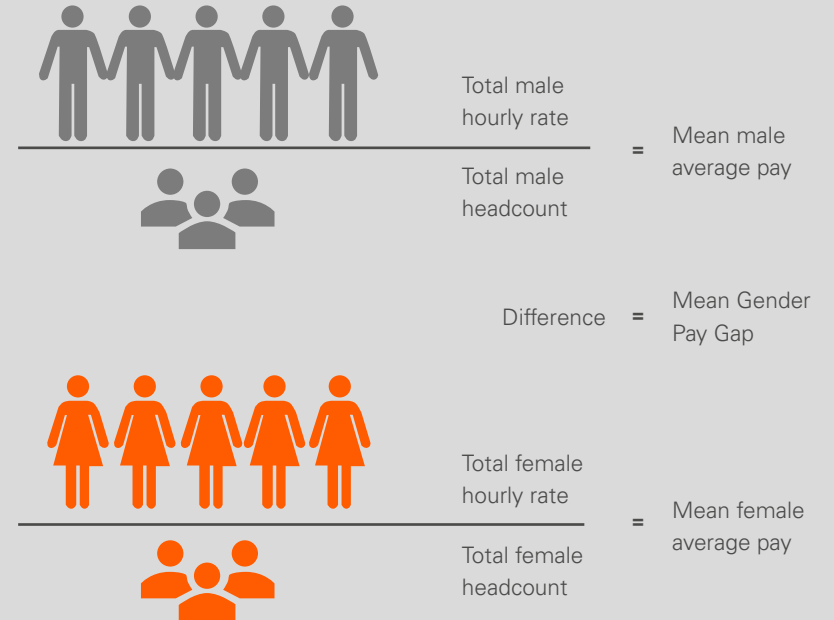 Total male
hourly rate
=
Mean male
average pay
Total male
headcount
Difference = Mean Gender
Pay Gap
Total female
hourly rate
=
Mean female
average pay
Total female
headcount